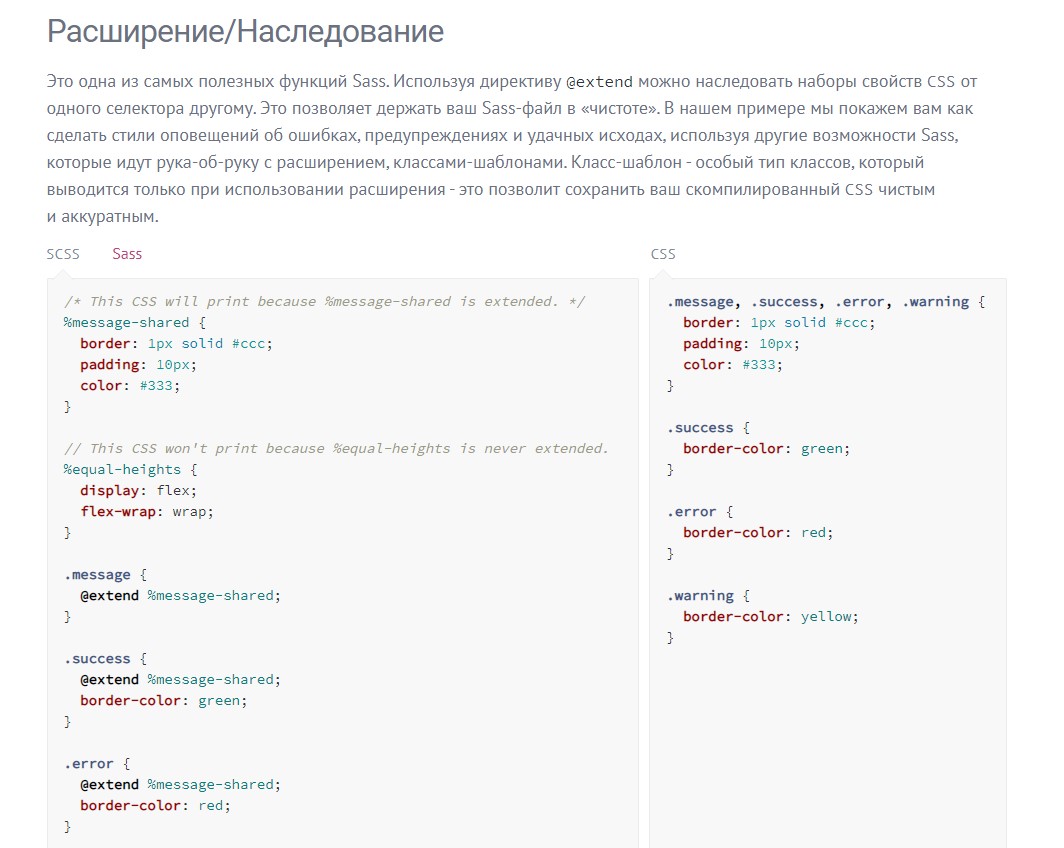 Расширение/Наследование
Это одна из самых полезных функций Sass. Используя директиву @extend можно наследовать наборы свойств CSS от
одного селектора другому. Это позволяет держать ваш Sass-файл в «чистоте». В нашем примере мы покажем вам как
сделать стили оповещений об ошибках, предупреждениях и удачных исходах, используя другие возможности Sass,
которые идут рука-об-руку с расширением, классами-шаблонами. Класс-шаблон - особый тип классов, который
выводится только при использовании расширения - это позволит сохранить ваш скомпилированный CSS чистым
и аккуратным.
SCSS Sass
/* This CSS will print because %message-shared is extended. */
%message-shared {
  border: 1px solid #ccc;
  padding: 10px;
  color: #333;
}
// This CSS won't print because %equal-heights is never extended.
%equal-heights {
  display: flex;
  flex-wrap: wrap;
}
.message {
  @extend %message-shared;
}
.success {
  @extend %message-shared;
  border-color: green;
}
.error {
  @extend %message-shared;
  border-color: red;
}
CSS
.message, .success, .error, .warning {
  border: 1px solid #ccc;
  padding: 10px;
  color: #333;
}
.success {
  border-color: green;
}
.error {
  border-color: red;
}
.warning {
  border-color: yellow;
}